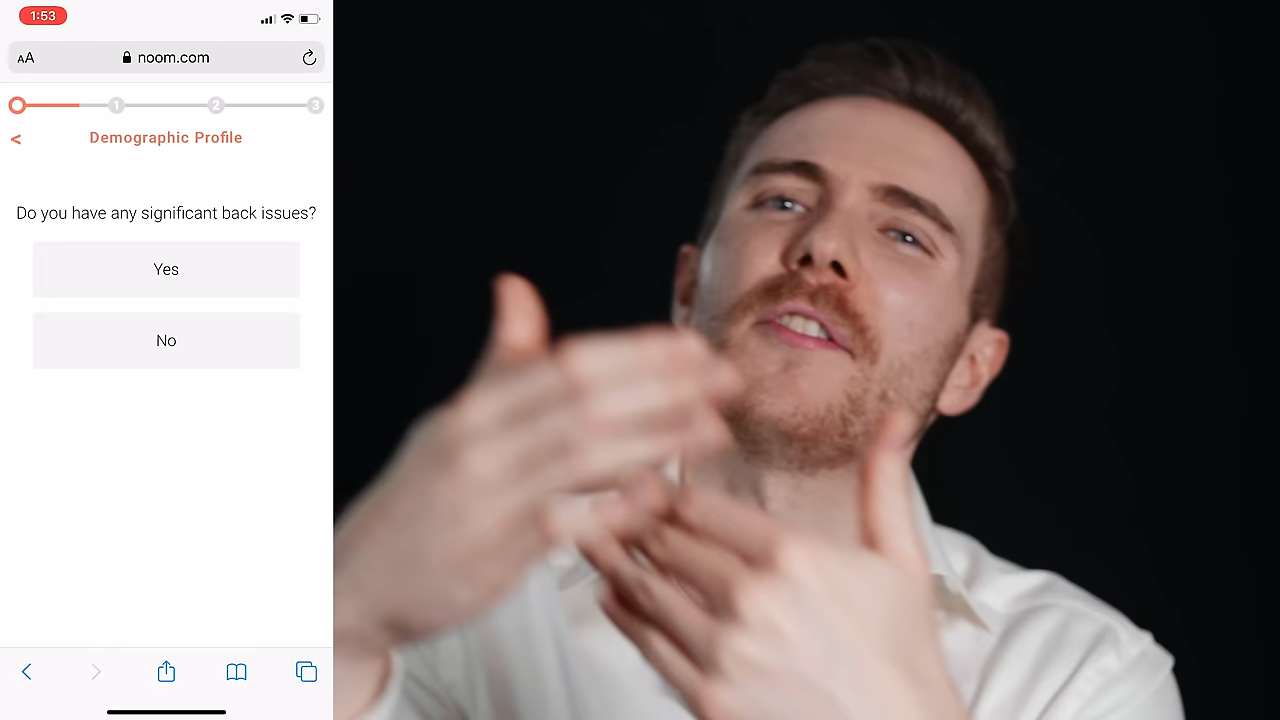 1:53
AA noom.com
1 2 3
< Demographic Profile
Do you have any significant back issues?
Yes
No